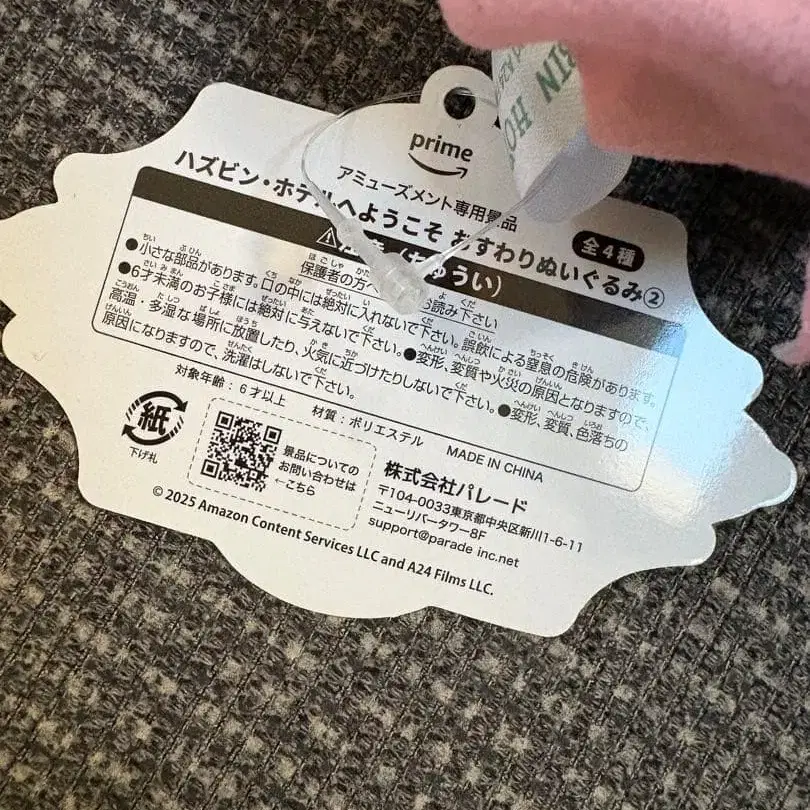 BIN HO
prime
アミューズメント専用景品
ハズビン・ホテルへようこそ おすわりぬいぐるみ②
全4種
(ちゅうい)
保護者の方へ お読み下さい
●小さな部品があります。口の中には絶対に入れないで下さい。誤飲による窒息の危険があります。
●6才未満のお子様には絶対に与えないで下さい。●変形、変質や火災の原因となりますので、
高温・多湿な場所に放置したり、火気に近づけたりしないで下さい。●変形、変質、色落ちの
原因になりますので、洗濯はしないで下さい。
対象年齢:6才以上 材質:ポリエステル MADE IN CHINA
紙
下げ札
景品についての
お問い合わせは
←こちら
株式会社パレード
〒104-0033東京都中央区新川1-6-11
ニューリバータワー8F
support@parade inc.net
© 2025 Amazon Content Services LLC and A24 Films LLC.